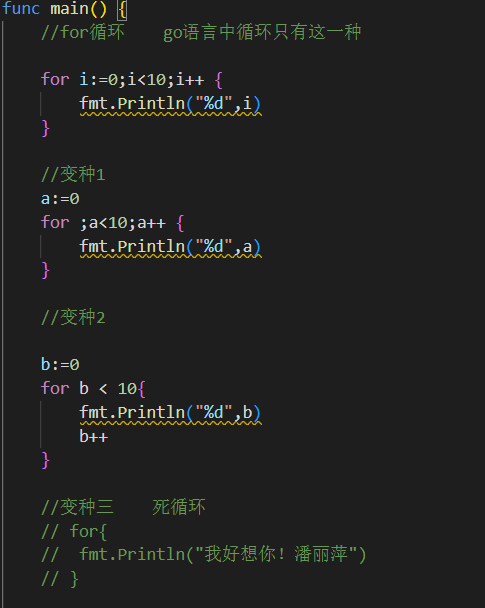 func main() {
//for循环    go语言中循环只有这一种
for i:=0;i<10;i++ {
fmt.Println("%d",i)
}
//变种1
a:=0
for ;a<10;a++ {
fmt.Println("%d",a)
}
//变种2
b:=0
for b < 10{
fmt.Println("%d",b)
b++
}
//变种三    死循环
// for{
//  fmt.Println("我好想你！潘丽萍")
// }